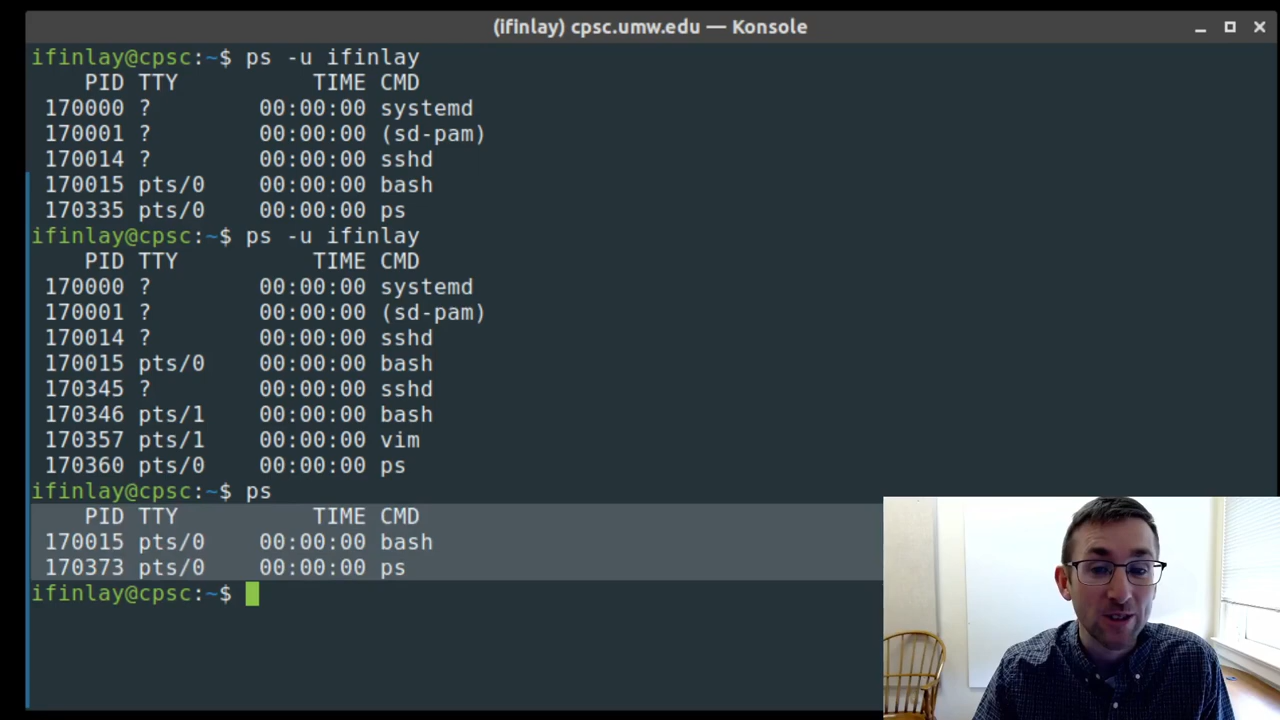 (ifinlay) cpsc.umw.edu — Konsole
ifinlay@cpsc:~$ ps -u ifinlay
PID TTY TIME CMD
170000 ? 00:00:00 systemd
170001 ? 00:00:00 (sd-pam)
170014 ? 00:00:00 sshd
170015 pts/0 00:00:00 bash
170335 pts/0 00:00:00 ps
ifinlay@cpsc:~$ ps -u ifinlay
PID TTY TIME CMD
170000 ? 00:00:00 systemd
170001 ? 00:00:00 (sd-pam)
170014 ? 00:00:00 sshd
170015 pts/0 00:00:00 bash
170345 ? 00:00:00 sshd
170346 pts/1 00:00:00 bash
170357 pts/1 00:00:00 vim
170360 pts/0 00:00:00 ps
ifinlay@cpsc:~$ ps
PID TTY TIME CMD
170015 pts/0 00:00:00 bash
170373 pts/0 00:00:00 ps
ifinlay@cpsc:~$